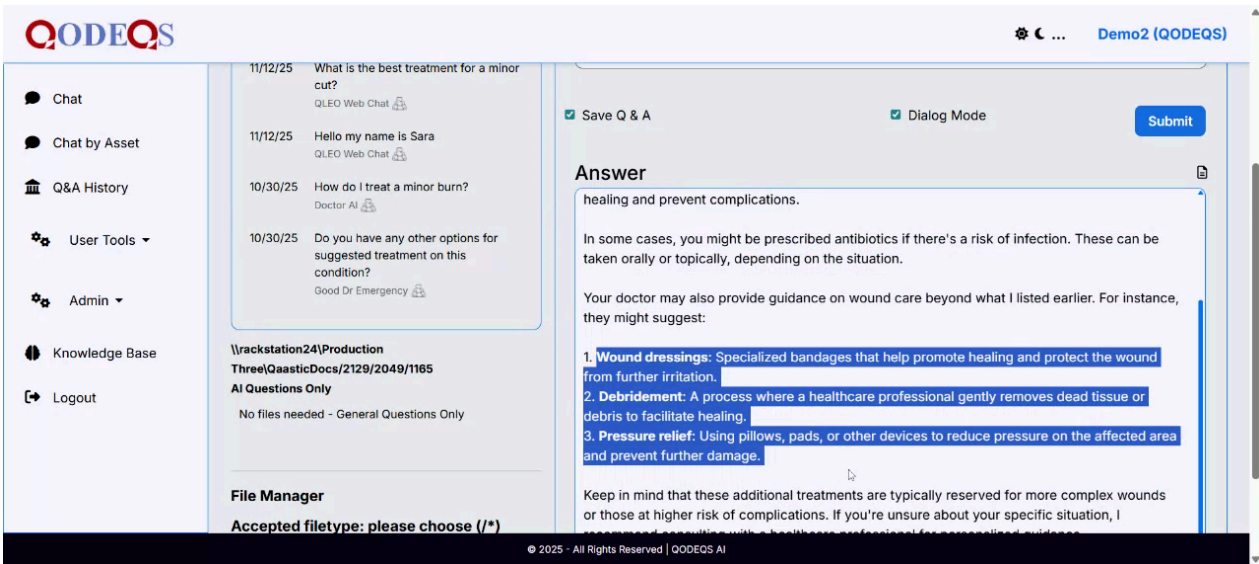 QODEQS
Demo2 (QODEQS)
Chat
Chat by Asset
Q&A History
User Tools
Admin
Knowledge Base
Logout
11/12/25 What is the best treatment for a minor
cut?
QLEO Web Chat
11/12/25 Hello my name is Sara
QLEO Web Chat
10/30/25 How do I treat a minor burn?
Doctor AI
10/30/25 Do you have any other options for
suggested treatment on this
condition?
Good Dr Emergency
\\rackstation24\Production
Three\QaasticDocs/2129/2049/1165
AI Questions Only
No files needed - General Questions Only
File Manager
Accepted filetype: please choose (/*)
Save Q & A
Dialog Mode
Submit
Answer
healing and prevent complications.
In some cases, you might be prescribed antibiotics if there's a risk of infection. These can be
taken orally or topically, depending on the situation.
Your doctor may also provide guidance on wound care beyond what I listed earlier. For instance,
they might suggest:
1. Wound dressings: Specialized bandages that help promote healing and protect the wound
from further irritation.
2. Debridement: A process where a healthcare professional gently removes dead tissue or
debris to facilitate healing.
3. Pressure relief: Using pillows, pads, or other devices to reduce pressure on the affected area
and prevent further damage.
Keep in mind that these additional treatments are typically reserved for more complex wounds
or those at higher risk of complications. If you're unsure about your specific situation, I
recommend consulting with a healthcare professional for personalized guidance.
© 2025 - All Rights Reserved | QODEQS AI